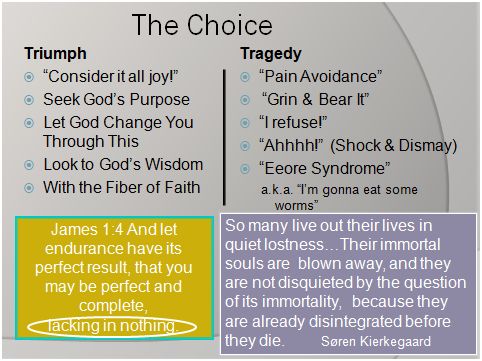 The Choice
Triumph
“Consider it all joy!”
Seek God’s Purpose
Let God Change You
Through This
Look to God’s Wisdom
With the Fiber of Faith
Tragedy
“Pain Avoidance”
“Grin & Bear It”
“I refuse!”
“Ahhhh!” (Shock & Dismay)
“Eeore Syndrome”
a.k.a. “I’m gonna eat some
worms”
James 1:4 And let
endurance have its
perfect result, that you
may be perfect and
complete,
lacking in nothing.
So many live out their lives in
quiet lostness…Their immortal
souls are blown away, and they
are not disquieted by the question
of its immortality, because they
are already disintegrated before
they die. Søren Kierkegaard